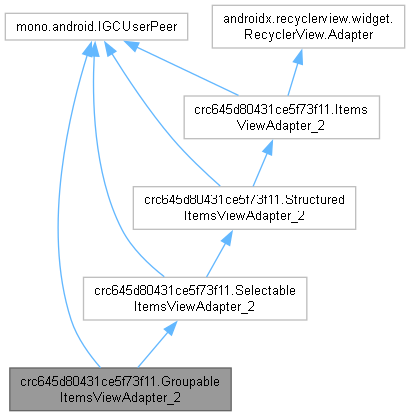 mono.android.IGCUserPeer
androidx.recyclerview.widget.
RecyclerView.Adapter
crc645d80431ce5f73f11.Items
ViewAdapter_2
crc645d80431ce5f73f11.Structured
ItemsViewAdapter_2
crc645d80431ce5f73f11.Selectable
ItemsViewAdapter_2
crc645d80431ce5f73f11.Groupable
ItemsViewAdapter_2